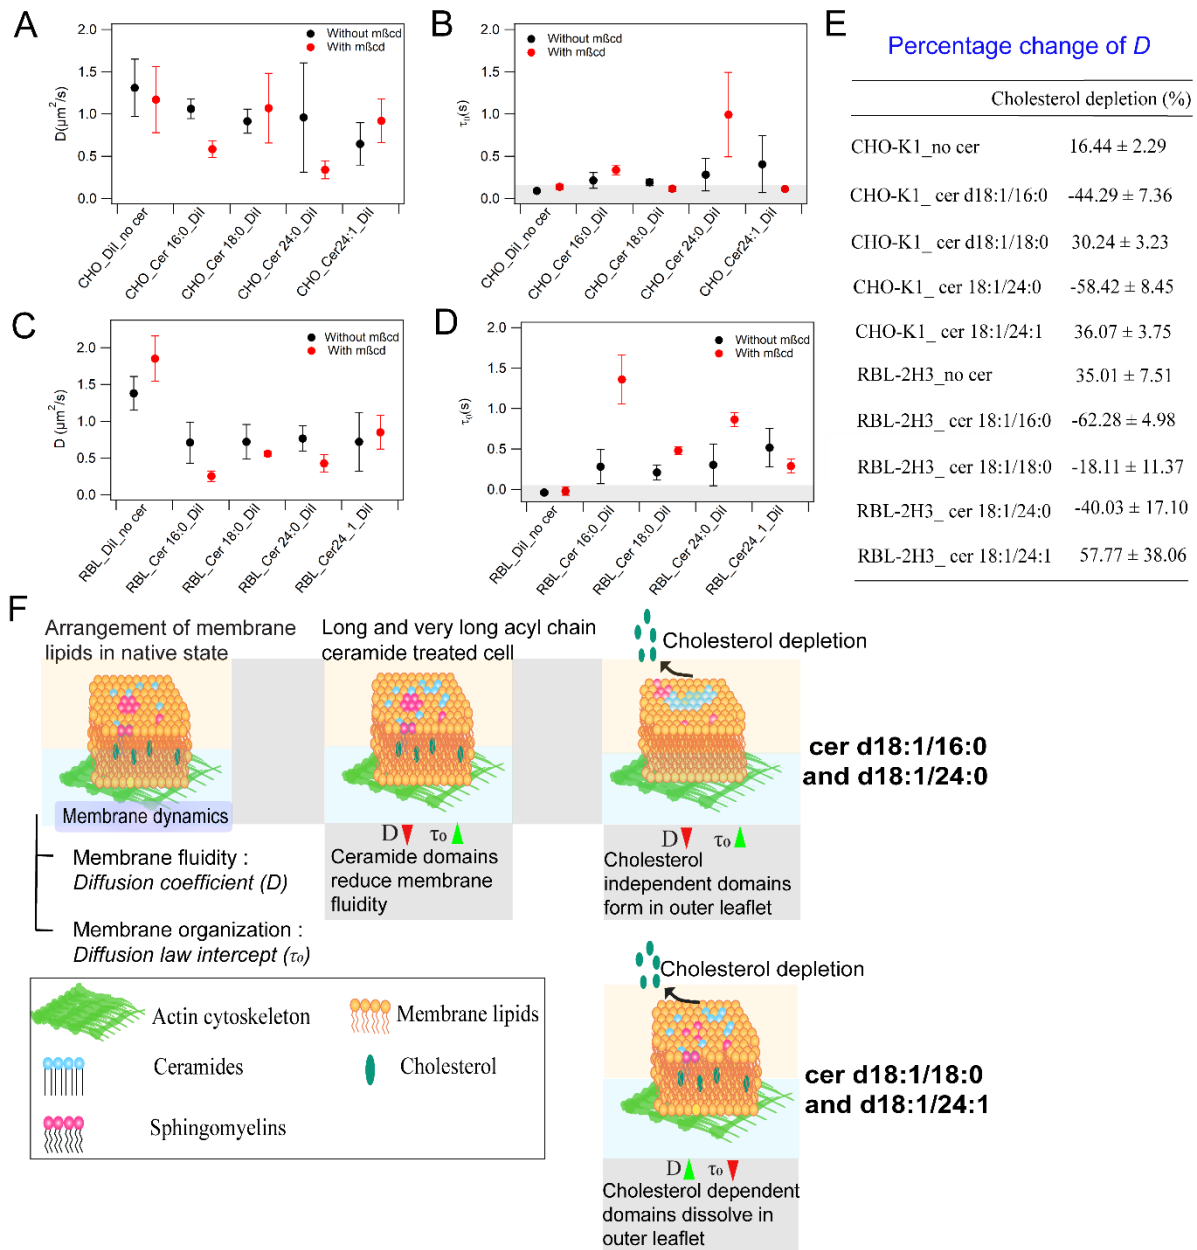 A
2.0
1.5
1.0
0.5
0.0
D(µm²/s)
Without mßcd
With mßcd
CHO_DiI_no cer
CHO_Cer 16:0_DiI
CHO_Cer 18:0_DiI
CHO_Cer 24:0_DiI
CHO_Cer24:1_DiI
B
2.0
1.5
1.0
0.5
0.0
τ₀(s)
Without mßcd
With mßcd
CHO_DiI_no cer
CHO_Cer 16:0_DiI
CHO_Cer 18:0_DiI
CHO_Cer 24:0_DiI
CHO_Cer24:1_DiI
E
Percentage change of D
Cholesterol depletion (%)
CHO-K1_no cer 16.44 ± 2.29
CHO-K1_ cer d18:1/16:0 -44.29 ± 7.36
CHO-K1_ cer d18:1/18:0 30.24 ± 3.23
CHO-K1_ cer 18:1/24:0 -58.42 ± 8.45
CHO-K1_ cer 18:1/24:1 36.07 ± 3.75
RBL-2H3_no cer 35.01 ± 7.51
RBL-2H3_ cer 18:1/16:0 -62.28 ± 4.98
RBL-2H3_ cer 18:1/18:0 -18.11 ± 11.37
RBL-2H3_ cer 18:1/24:0 -40.03 ± 17.10
RBL-2H3_ cer 18:1/24:1 57.77 ± 38.06
C
2.0
1.5
1.0
0.5
0.0
D (µm²/s)
Without mßcd
With mßcd
RBL_DiI_no cer
RBL_Cer 16:0_DiI
RBL_Cer 18:0_DiI
RBL_Cer 24:0_DiI
RBL_Cer24_1_DiI
D
2.0
1.5
1.0
0.5
0.0
τ₀(s)
Without mßcd
With mßcd
RBL_DiI_no cer
RBL_Cer 16:0_DiI
RBL_Cer 18:0_DiI
RBL_Cer 24:0_DiI
RBL_Cer24_1_DiI
F
Arrangement of membrane
lipids in native state
Long and very long acyl chain
ceramide treated cell
Cholesterol depletion
cer d18:1/16:0
and d18:1/24:0
Membrane dynamics
Membrane fluidity :
Diffusion coefficient (D)
Membrane organization :
Diffusion law intercept (τ₀)
D τ₀
Ceramide domains
reduce membrane
fluidity
D τ₀
Cholesterol
independent domains
form in outer leaflet
Cholesterol depletion
cer d18:1/18:0
and d18:1/24:1
D τ₀
Cholesterol dependent
domains dissolve in
outer leaflet
Actin cytoskeleton
Membrane lipids
Ceramides
Cholesterol
Sphingomyelins